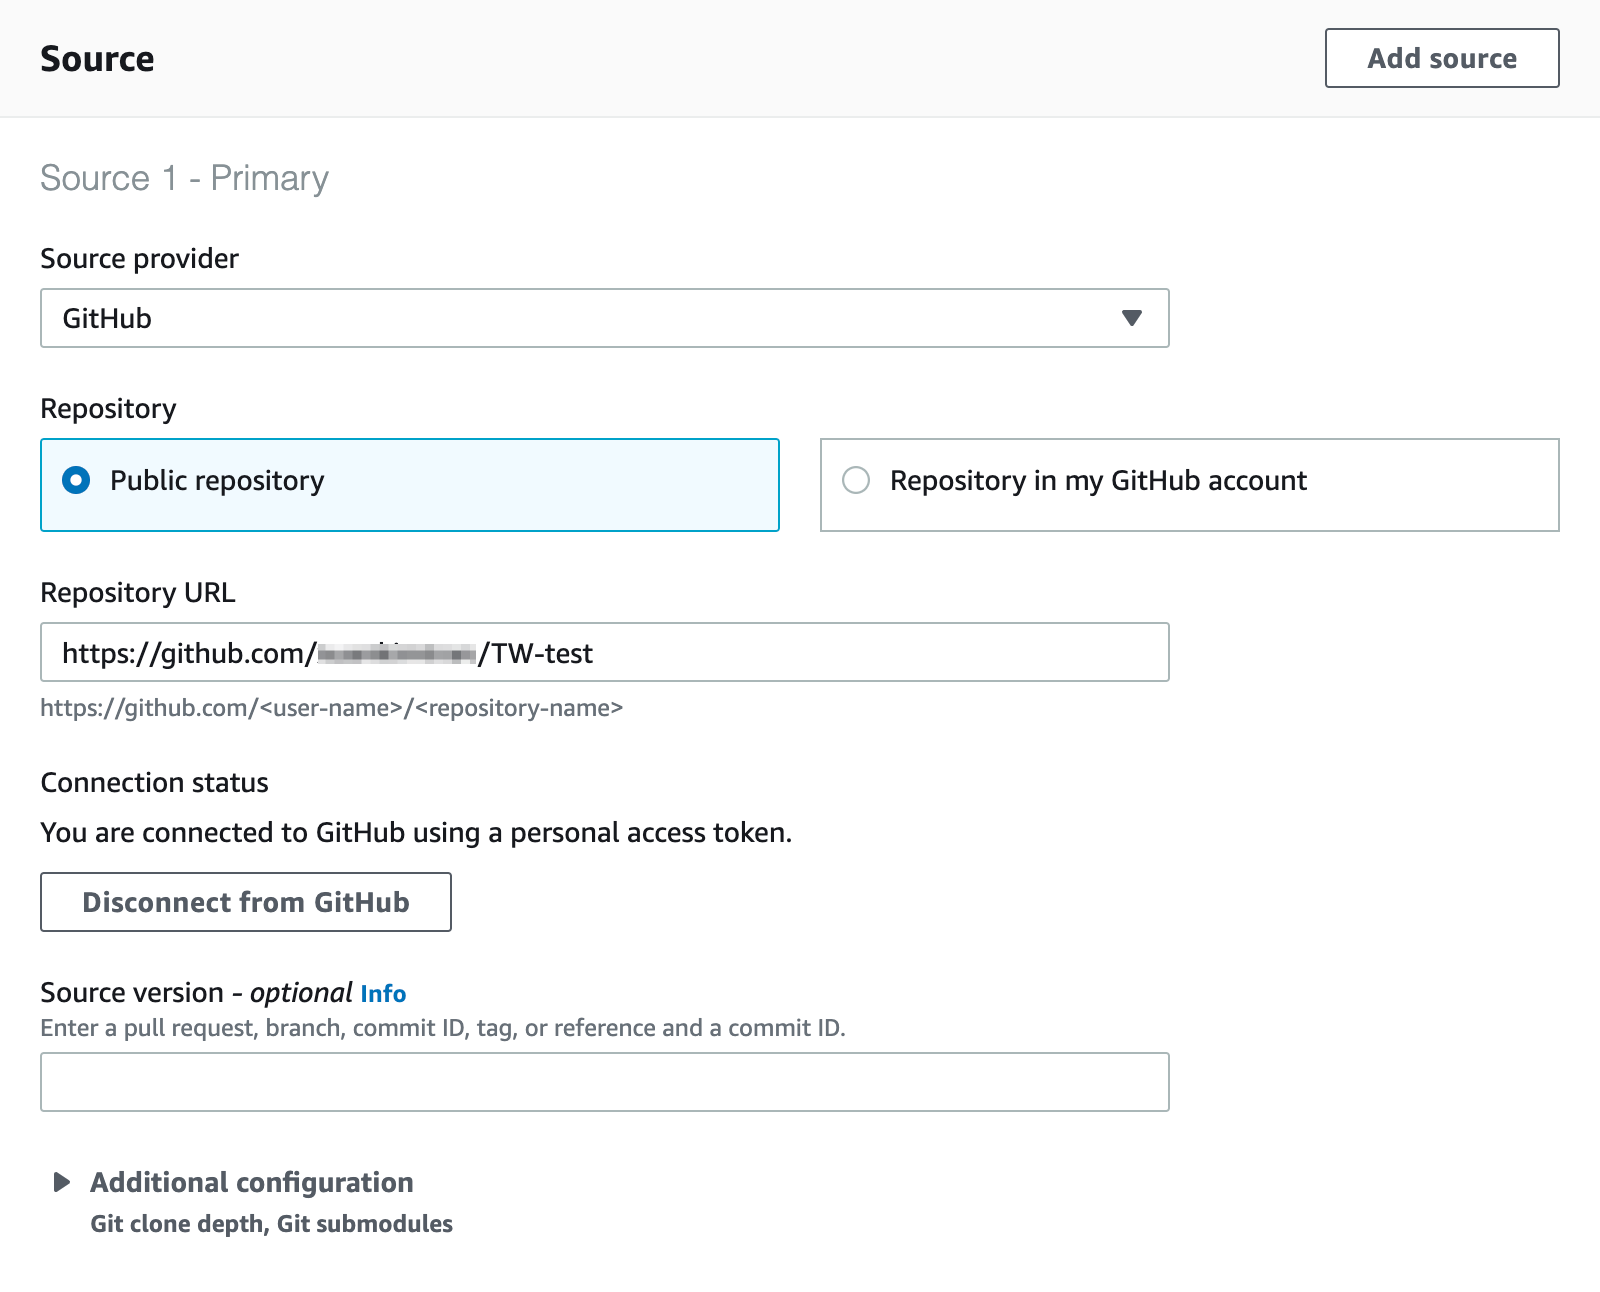 Source
Add source
Source 1 - Primary
Source provider
GitHub
Repository
Public repository
Repository in my GitHub account
Repository URL
https://github.com/ /TW-test
https://github.com/<user-name>/<repository-name>
Connection status
You are connected to GitHub using a personal access token.
Disconnect from GitHub
Source version - optional Info
Enter a pull request, branch, commit ID, tag, or reference and a commit ID.
Additional configuration
Git clone depth, Git submodules